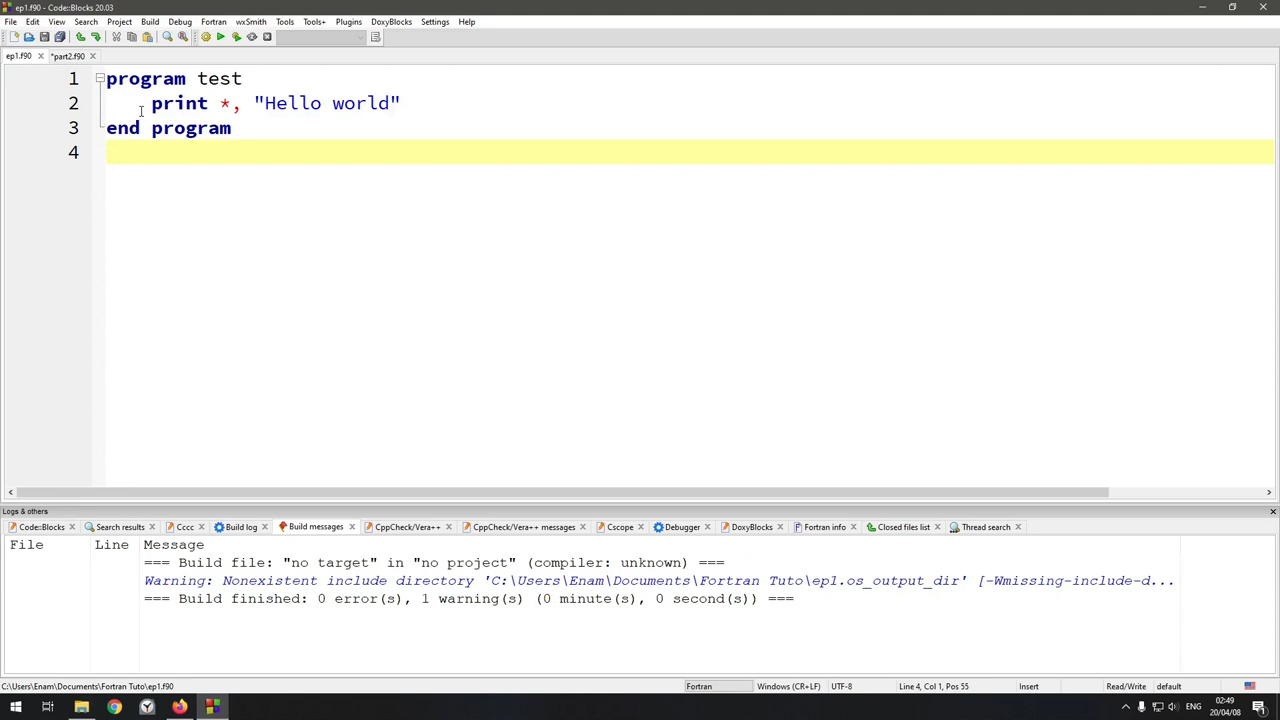 ep1.f90 - Code::Blocks 20.03
File Edit View Search Project Build Debug Fortran wxSmith Tools Tools+ Plugins DoxyBlocks Settings Help
ep1.f90 *part2.f90
1 program test
2 print *, "Hello world"
3 end program
4
Logs & others
Code::Blocks Search results Cccc Build log Build messages CppCheck/Vera++ CppCheck/Vera++ messages Cscope Debugger DoxyBlocks Fortran info Closed files list Thread search
File Line Message
=== Build file: "no target" in "no project" (compiler: unknown) ===
Warning: Nonexistent include directory 'C:\Users\Enam\Documents\Fortran Tuto\ep1.os_output_dir' [-Wmissing-include-d...
=== Build finished: 0 error(s), 1 warning(s) (0 minute(s), 0 second(s)) ===
C:\Users\Enam\Documents\Fortran Tuto\ep1.f90 Fortran Windows (CR+LF) UTF-8 Line 4, Col 1, Pos 55 Insert Read/Write default
ENG 02:49
20/04/08